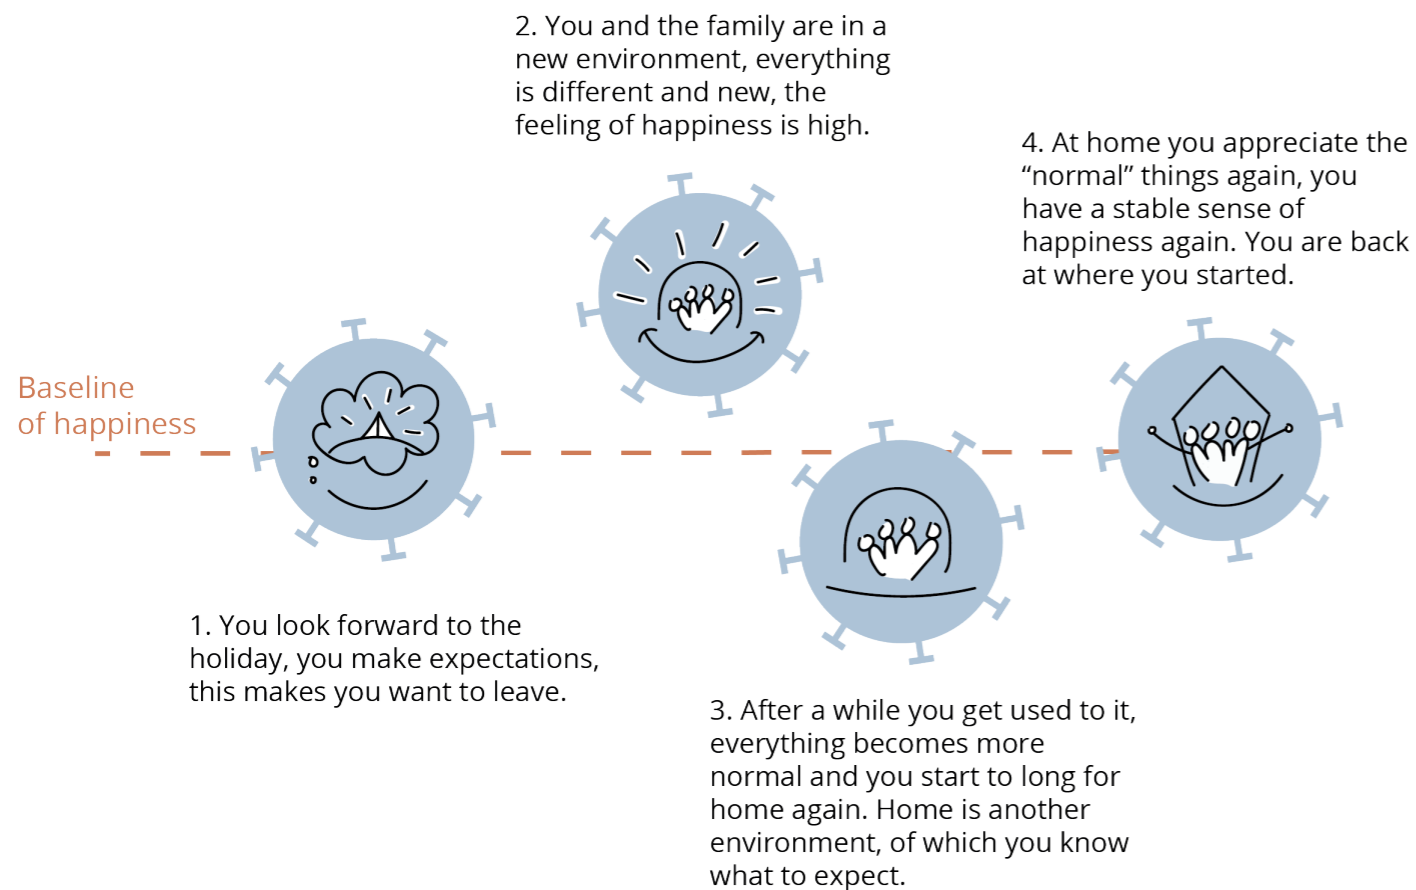 2. You and the family are in a
new environment, everything
is different and new, the
feeling of happiness is high.
4. At home you appreciate the
“normal” things again, you
have a stable sense of
happiness again. You are back
at where you started.
Baseline
of happiness
1. You look forward to the
holiday, you make expectations,
this makes you want to leave.
3. After a while you get used to it,
everything becomes more
normal and you start to long for
home again. Home is another
environment, of which you know
what to expect.